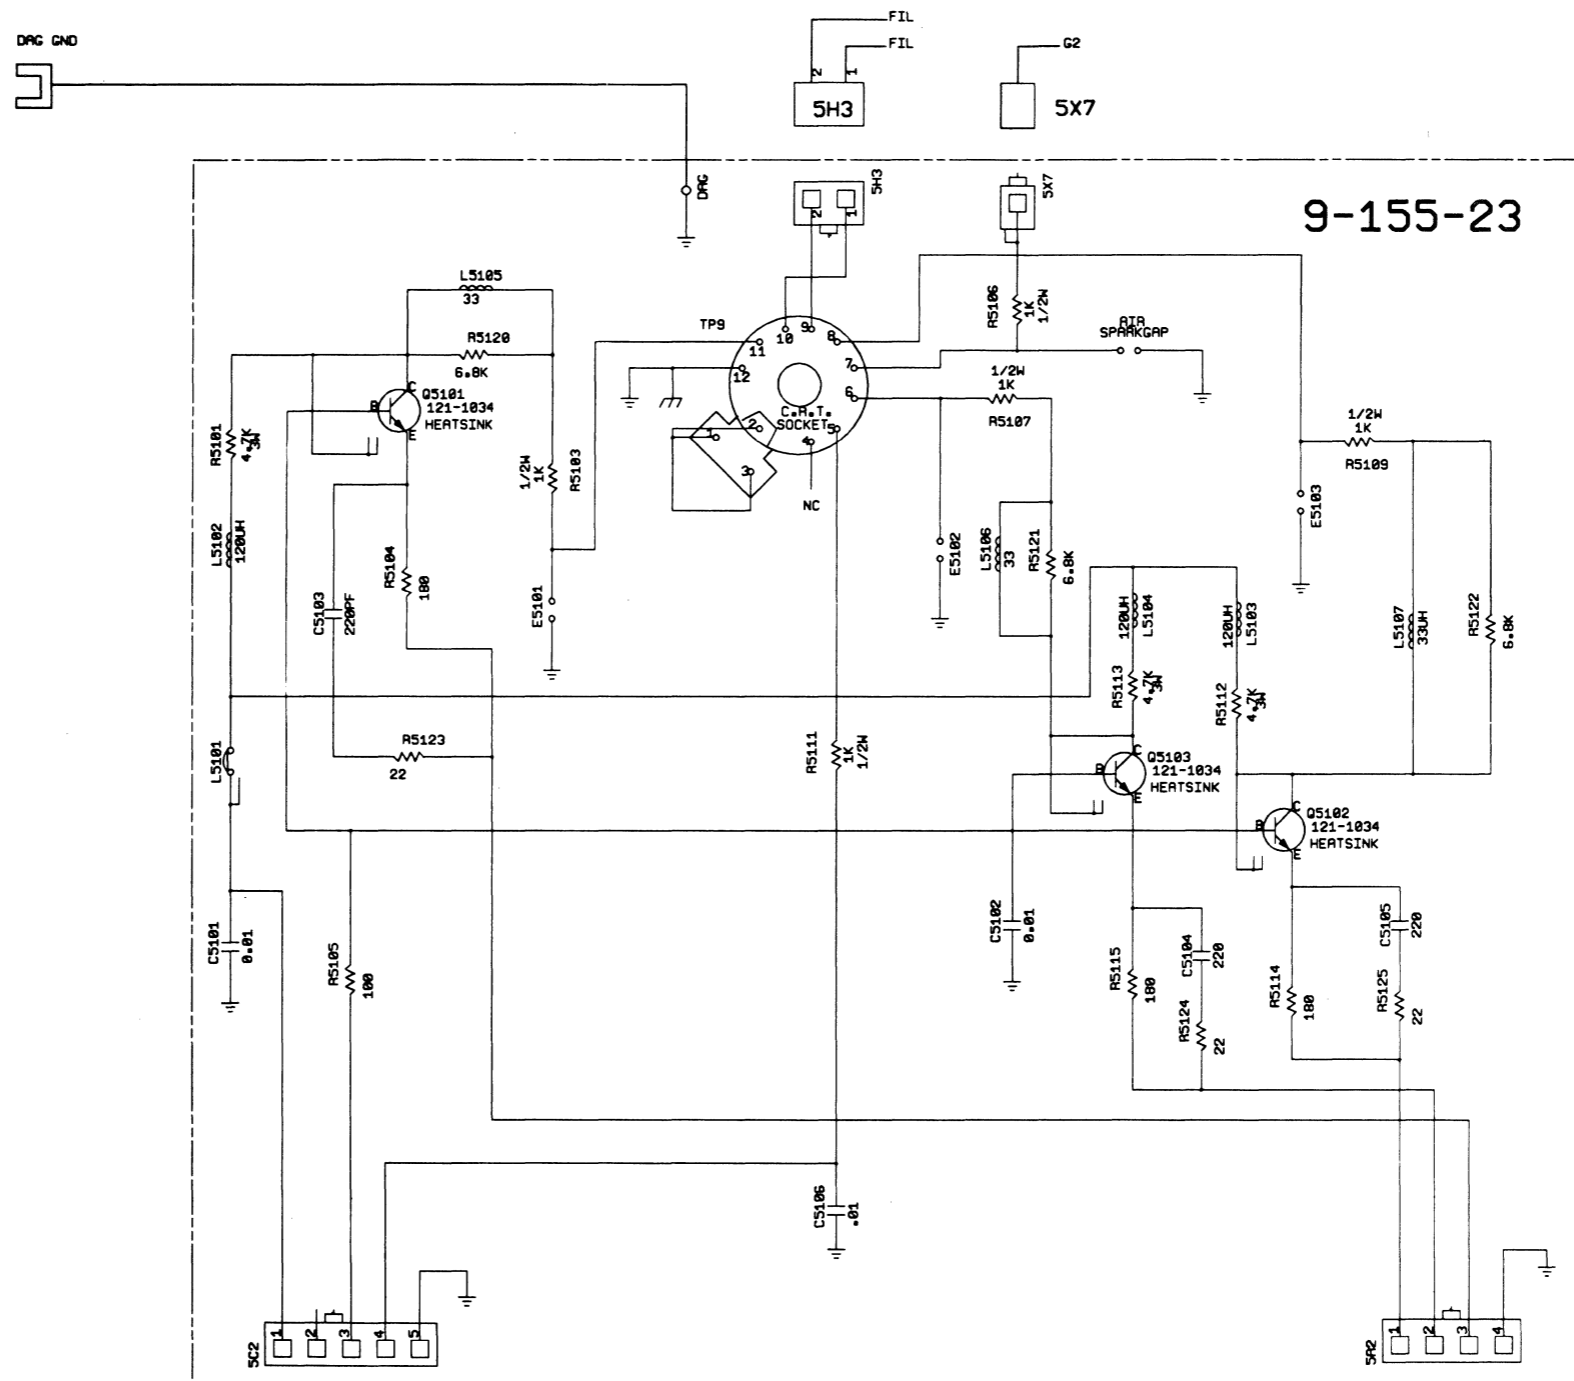 DAG GND
FIL
FIL
G2
2
1
5H3
5X7
DAG
2
1
5H3
5X7
9-155-23
L5105
33
R5120
6.8K
C
B
E
Q5101
121-1034
HEATSINK
R5101
4.7K
3W
L5102
120UH
C5103
220PF
R5104
180
1/2W
1K
R5103
E5101
TP9
10
9
8
11
7
12
6
C.R.T.
SOCKET
2
1
4
5
3
NC
R5106
1K
1/2W
AIR
SPARKGAP
1/2W
1K
R5107
1/2W
1K
R5109
E5103
E5102
L5106
33
R5121
6.8K
120UH
L5104
120UH
L5103
L5107
33UH
R5122
6.8K
R5113
4.7K
3W
R5112
4.7K
3W
L5101
R5123
22
R5111
1K
1/2W
C
B
E
Q5103
121-1034
HEATSINK
C
B
E
Q5102
121-1034
HEATSINK
C5101
0.01
R5105
100
C5102
0.01
R5115
180
C5104
220
R5124
22
R5114
180
C5105
220
R5125
22
C5106
.01
5C2
1
2
3
4
5
5A2
1
2
3
4